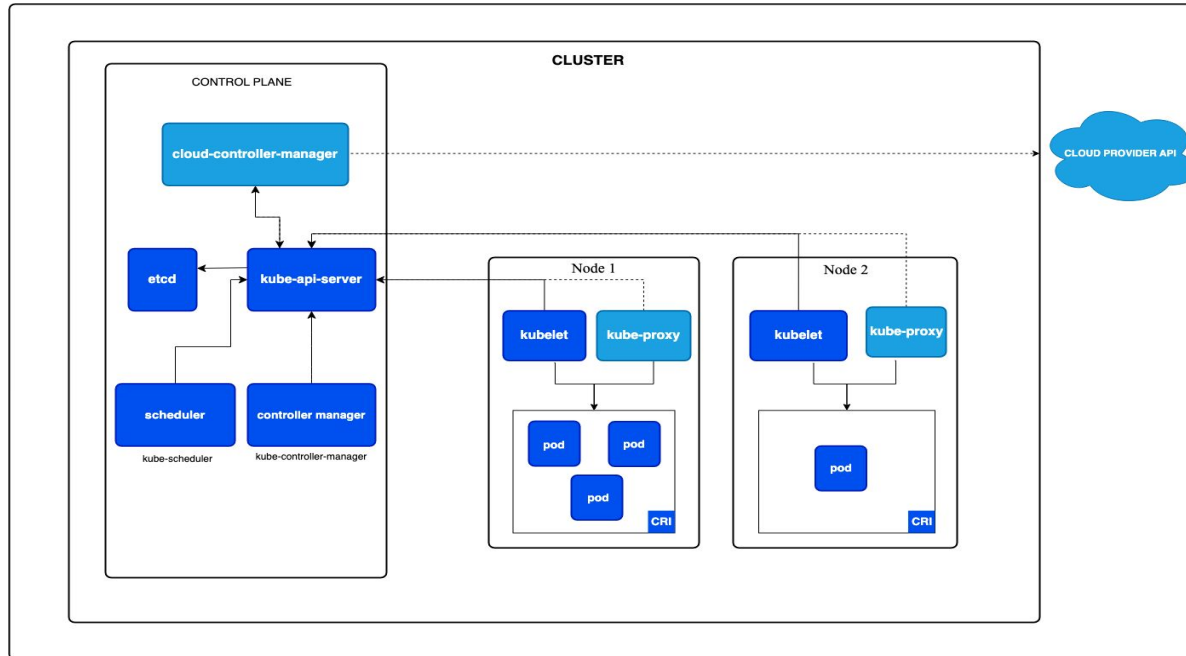 CLUSTER
CONTROL PLANE
cloud-controller-manager
CLOUD PROVIDER API
etcd
kube-api-server
scheduler
kube-scheduler
controller manager
kube-controller-manager
Node 1
kubelet
kube-proxy
pod
pod
pod
CRI
Node 2
kubelet
kube-proxy
pod
CRI